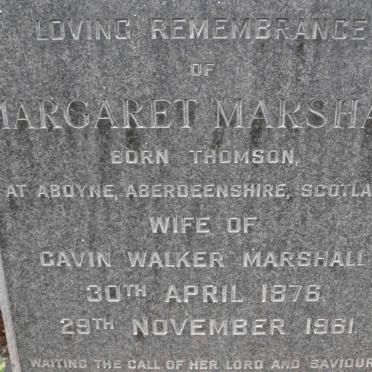 LOVING REMEMBRANCE
OF
MARGARET MARSHA
BORN THOMSON,
AT ABOYNE, ABERDEENSHIRE, SCOTLA
WIFE OF
GAVIN WALKER MARSHALL
30TH APRIL 1876.
29TH NOVEMBER 1961.
WAITING THE CALL OF HER LORD AND SAVIOUR